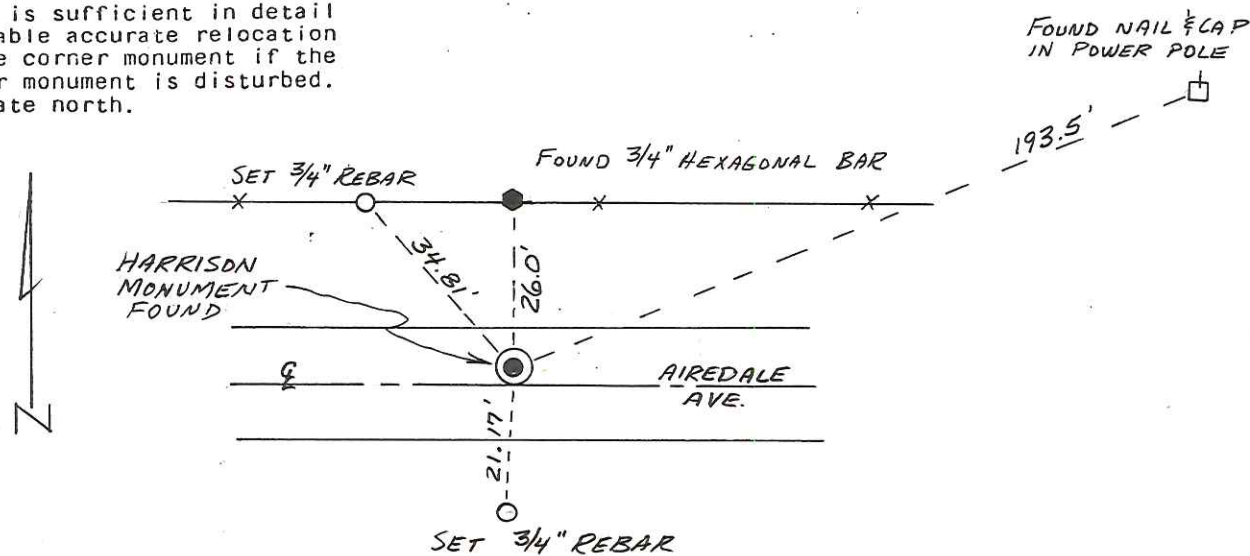 is sufficient in detail
able accurate relocation
e corner monument if the
r monument is disturbed.
ate north.
FOUND NAIL & CAP
IN POWER POLE
193.5'
FOUND 3/4" HEXAGONAL BAR
SET 3/4" REBAR
34.81'
26.0'
HARRISON
MONUMENT
FOUND
℄
AIREDALE
AVE.
21.17'
SET 3/4" REBAR
N